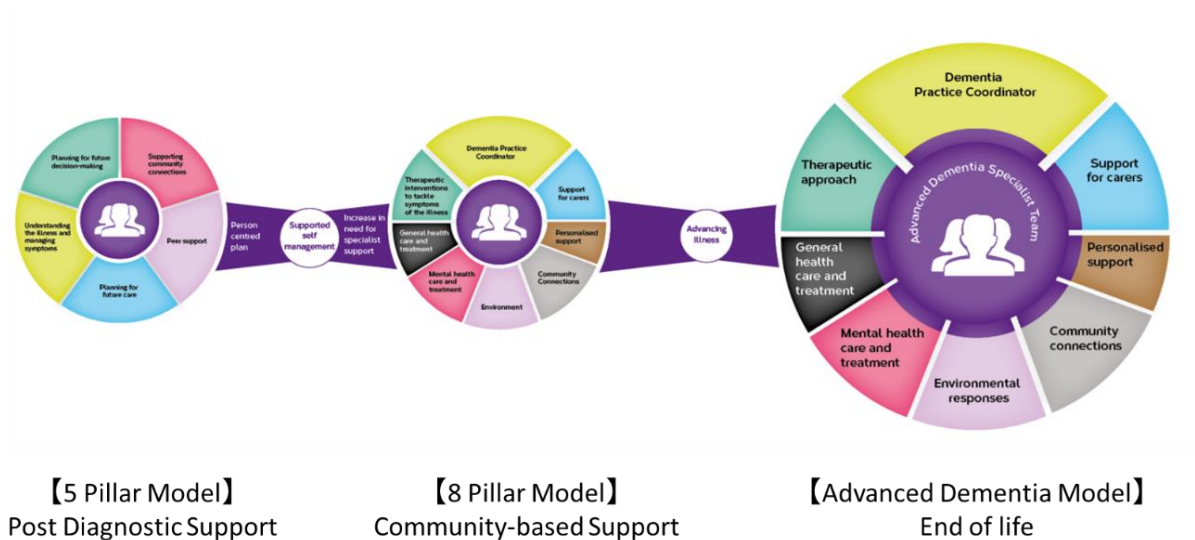 Planning for future
decision-making
Supporting
community
connections
Understanding
the illness and
managing
symptoms
Peer support
Planning for
future care
Person
centred
plan
Supported
self
management
Increase in
need for
specialist
support
Dementia Practice
Coordinator
Therapeutic
interventions
to tackle
symptoms
of the illness
Support
for carers
General health
care and
treatment
Personalised
support
Mental health
care and
treatment
Community
Connections
Environment
Advancing
Illness
Dementia
Practice Coordinator
Therapeutic
approach
Support
for carers
Advanced Dementia Specialist Team
General
health
care and
treatment
Personalised
support
Mental health
care and
treatment
Community
connections
Environmental
responses
【5 Pillar Model】
Post Diagnostic Support
【8 Pillar Model】
Community-based Support
【Advanced Dementia Model】
End of life